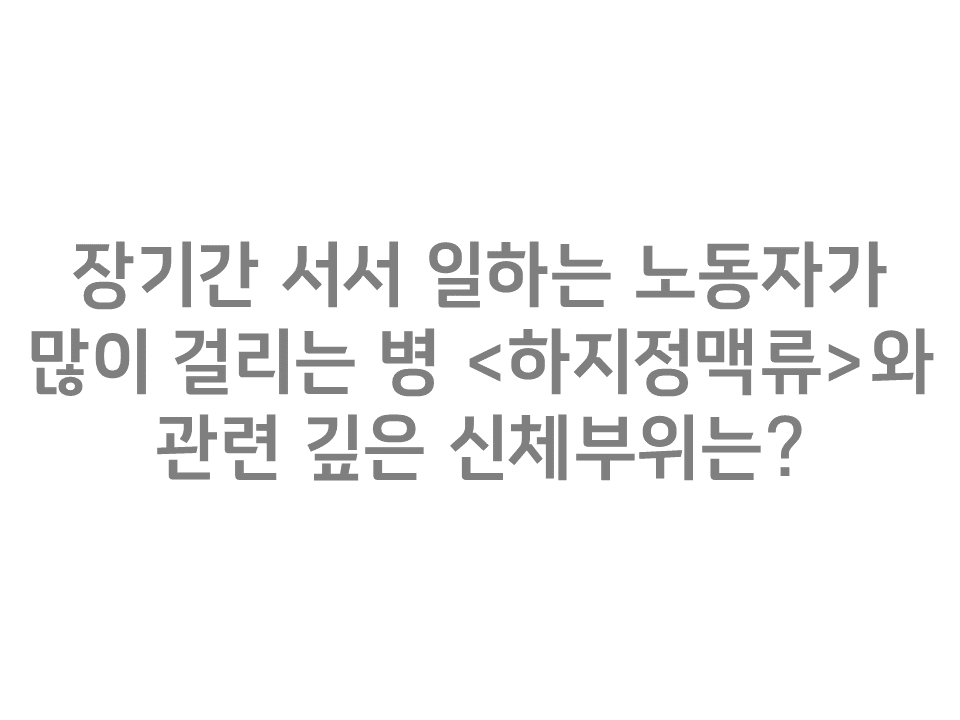 장기간 서서 일하는 노동자가
많이 걸리는 병 <하지정맥류>와
관련 깊은 신체부위는?